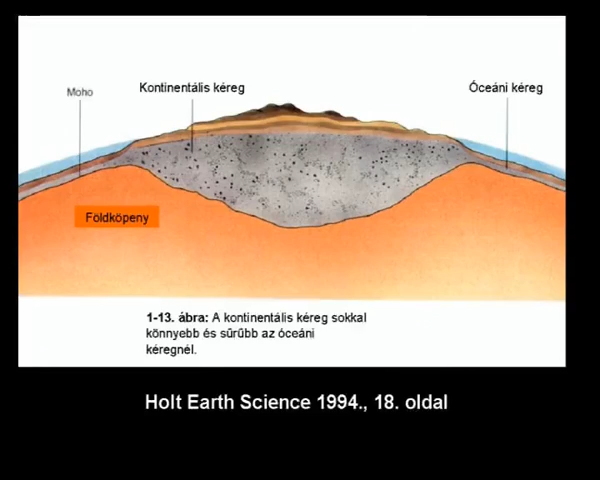 Moho
Kontinentális kéreg
Óceáni kéreg
Földköpeny
1-13. ábra: A kontinentális kéreg sokkal
könnyebb és sűrűbb az óceáni
kéregnél.
Holt Earth Science 1994., 18. oldal